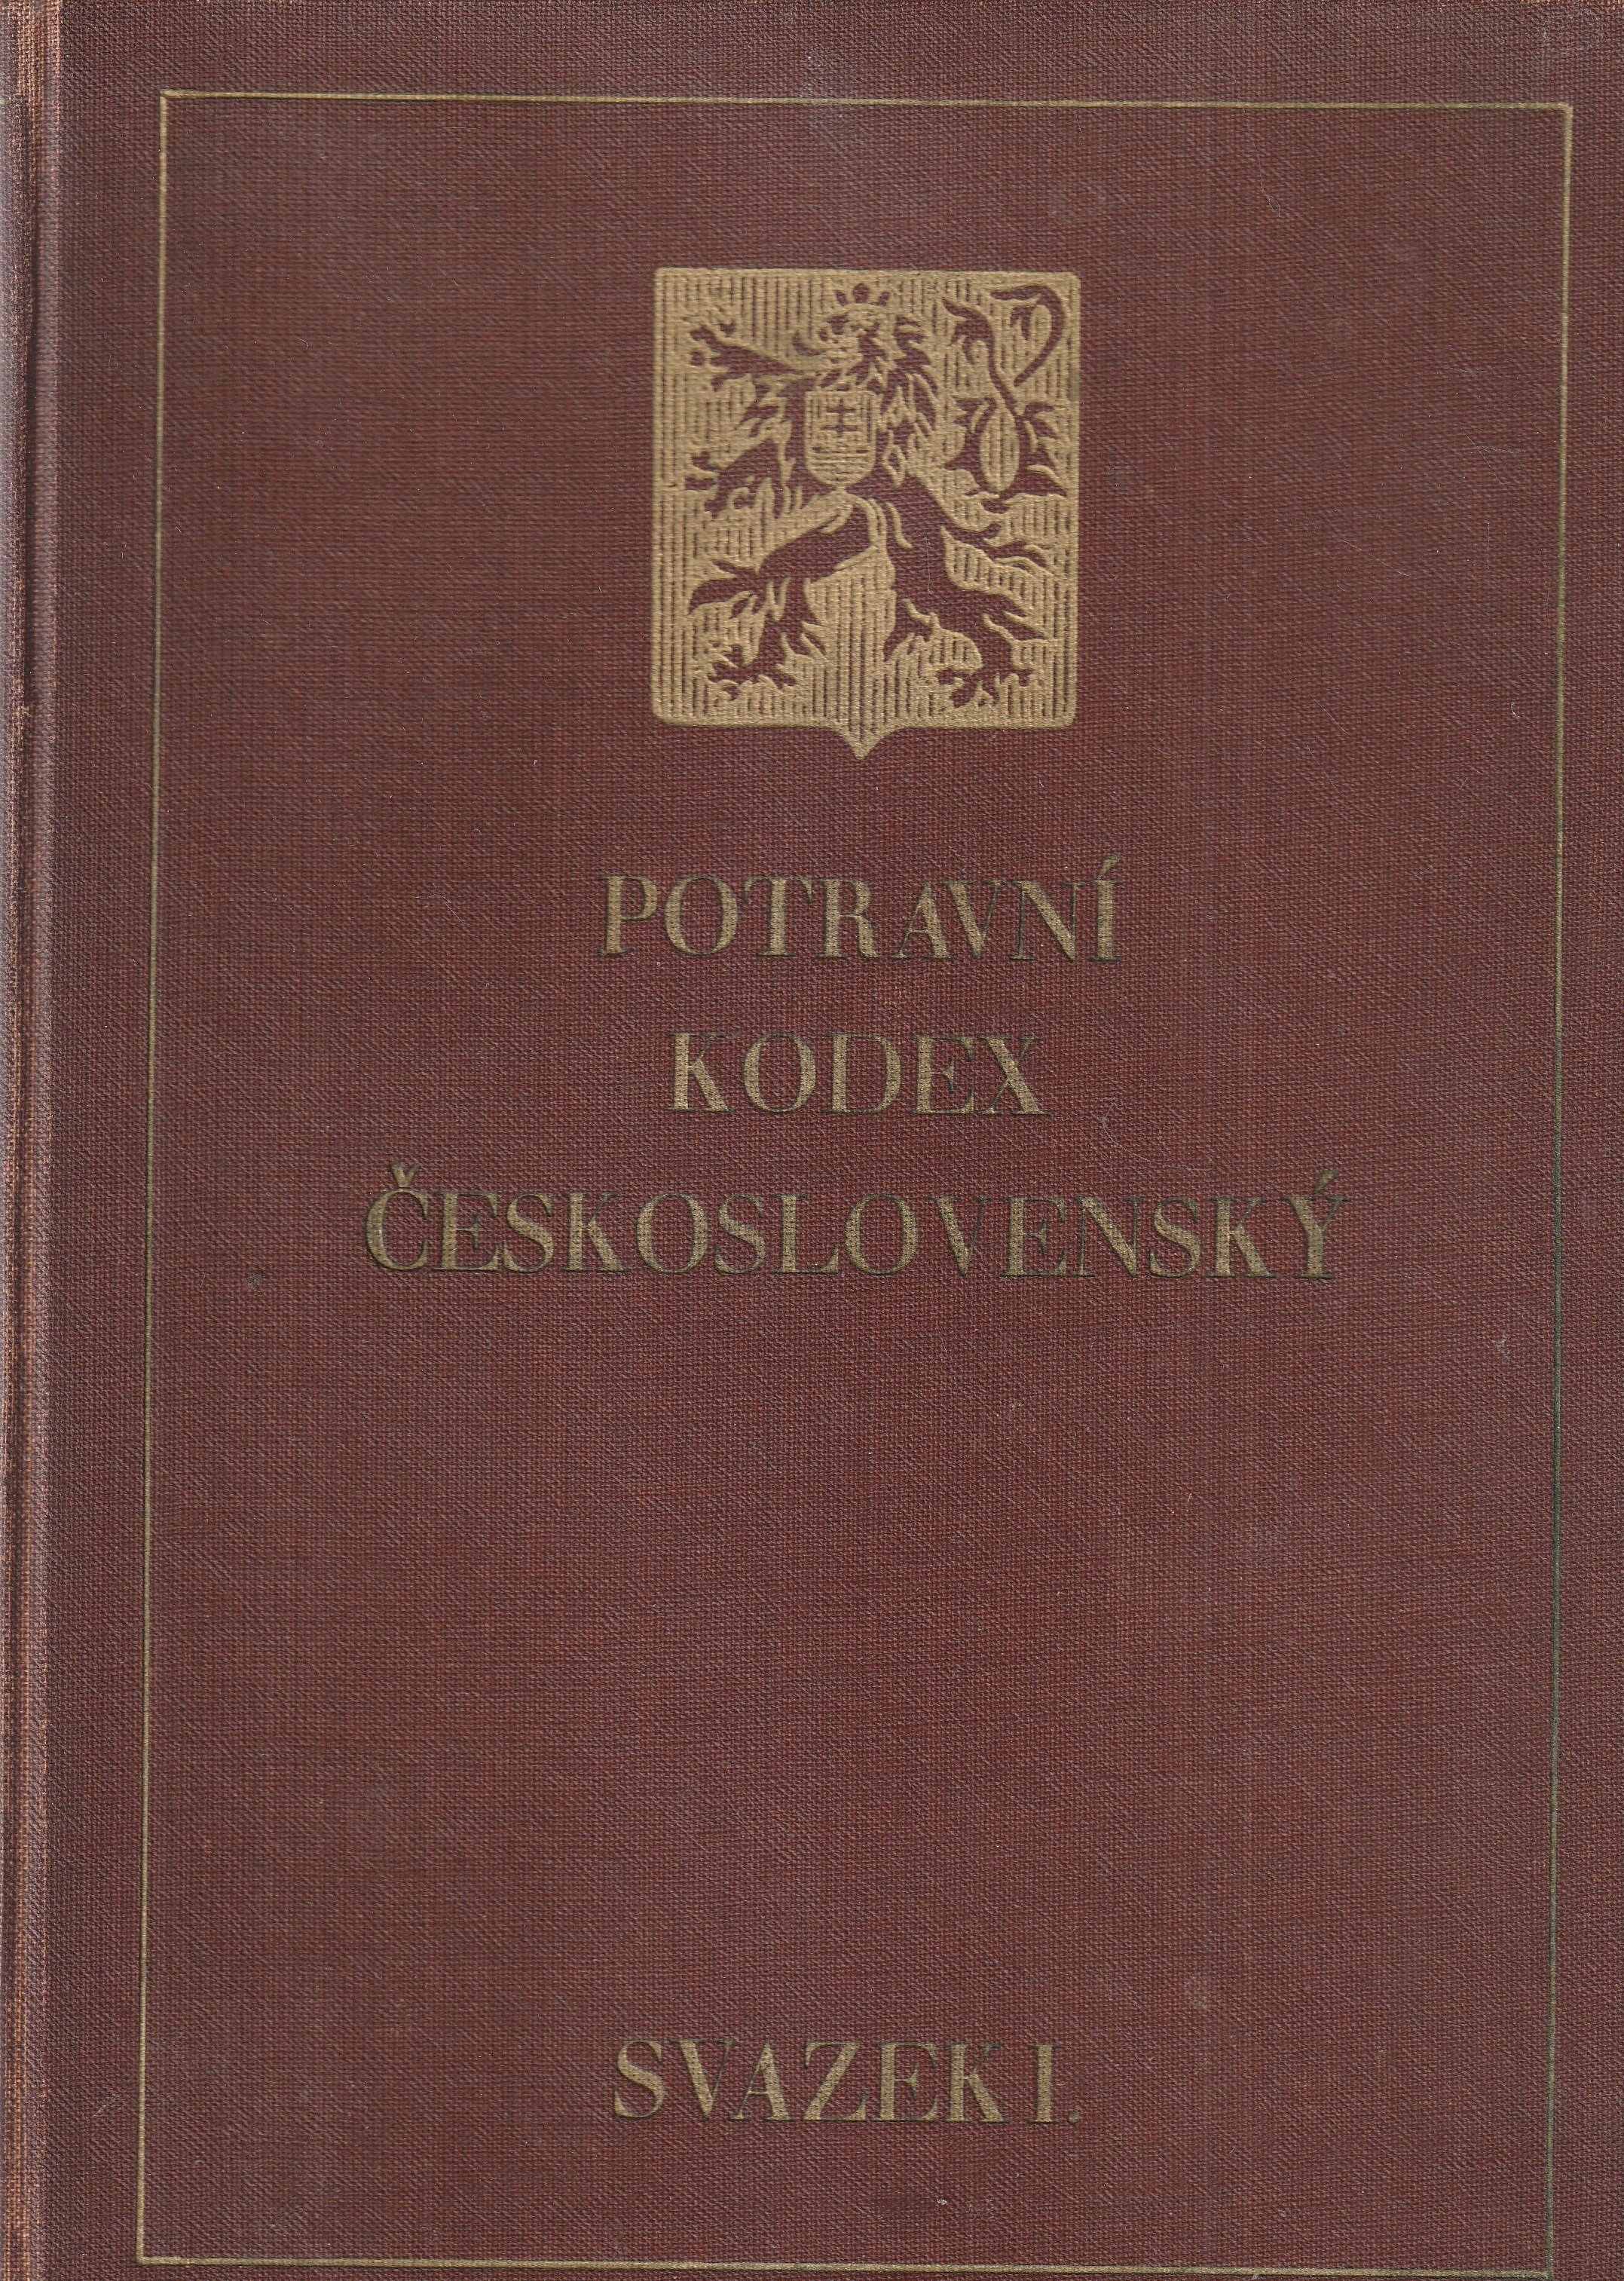 POTRAVNÍ
KODEX
ČESKOSLOVENSKÝ
SVAZEK I.